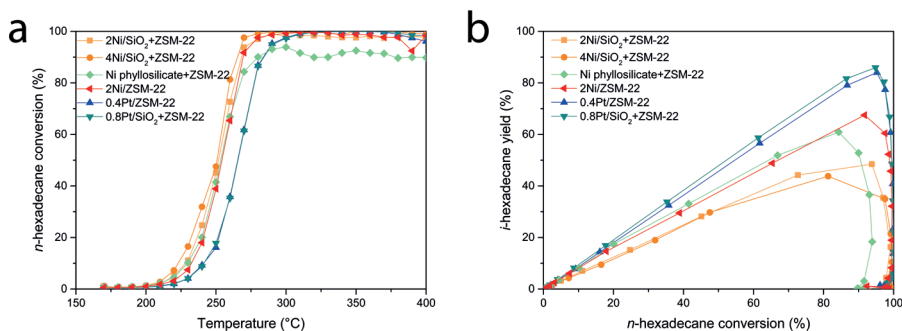 a
100
80
60
40
20
0
n-hexadecane conversion (%)
2Ni/SiO₂+ZSM-22
4Ni/SiO₂+ZSM-22
Ni phyllosilicate+ZSM-22
2Ni/ZSM-22
0.4Pt/ZSM-22
0.8Pt/SiO₂+ZSM-22
150 200 250 300 350 400
Temperature (°C)
b
100
80
60
40
20
0
i-hexadecane yield (%)
2Ni/SiO₂+ZSM-22
4Ni/SiO₂+ZSM-22
Ni phyllosilicate+ZSM-22
2Ni/ZSM-22
0.4Pt/ZSM-22
0.8Pt/SiO₂+ZSM-22
0 20 40 60 80 100
n-hexadecane conversion (%)